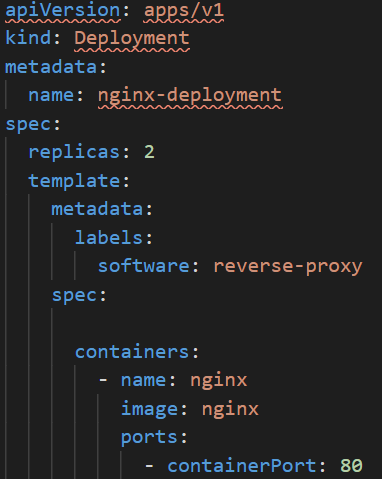 apiVersion: apps/v1
kind: Deployment
metadata:
  name: nginx-deployment
spec:
  replicas: 2
  template:
    metadata:
      labels:
        software: reverse-proxy
    spec:

      containers:
        - name: nginx
          image: nginx
          ports:
            - containerPort: 80